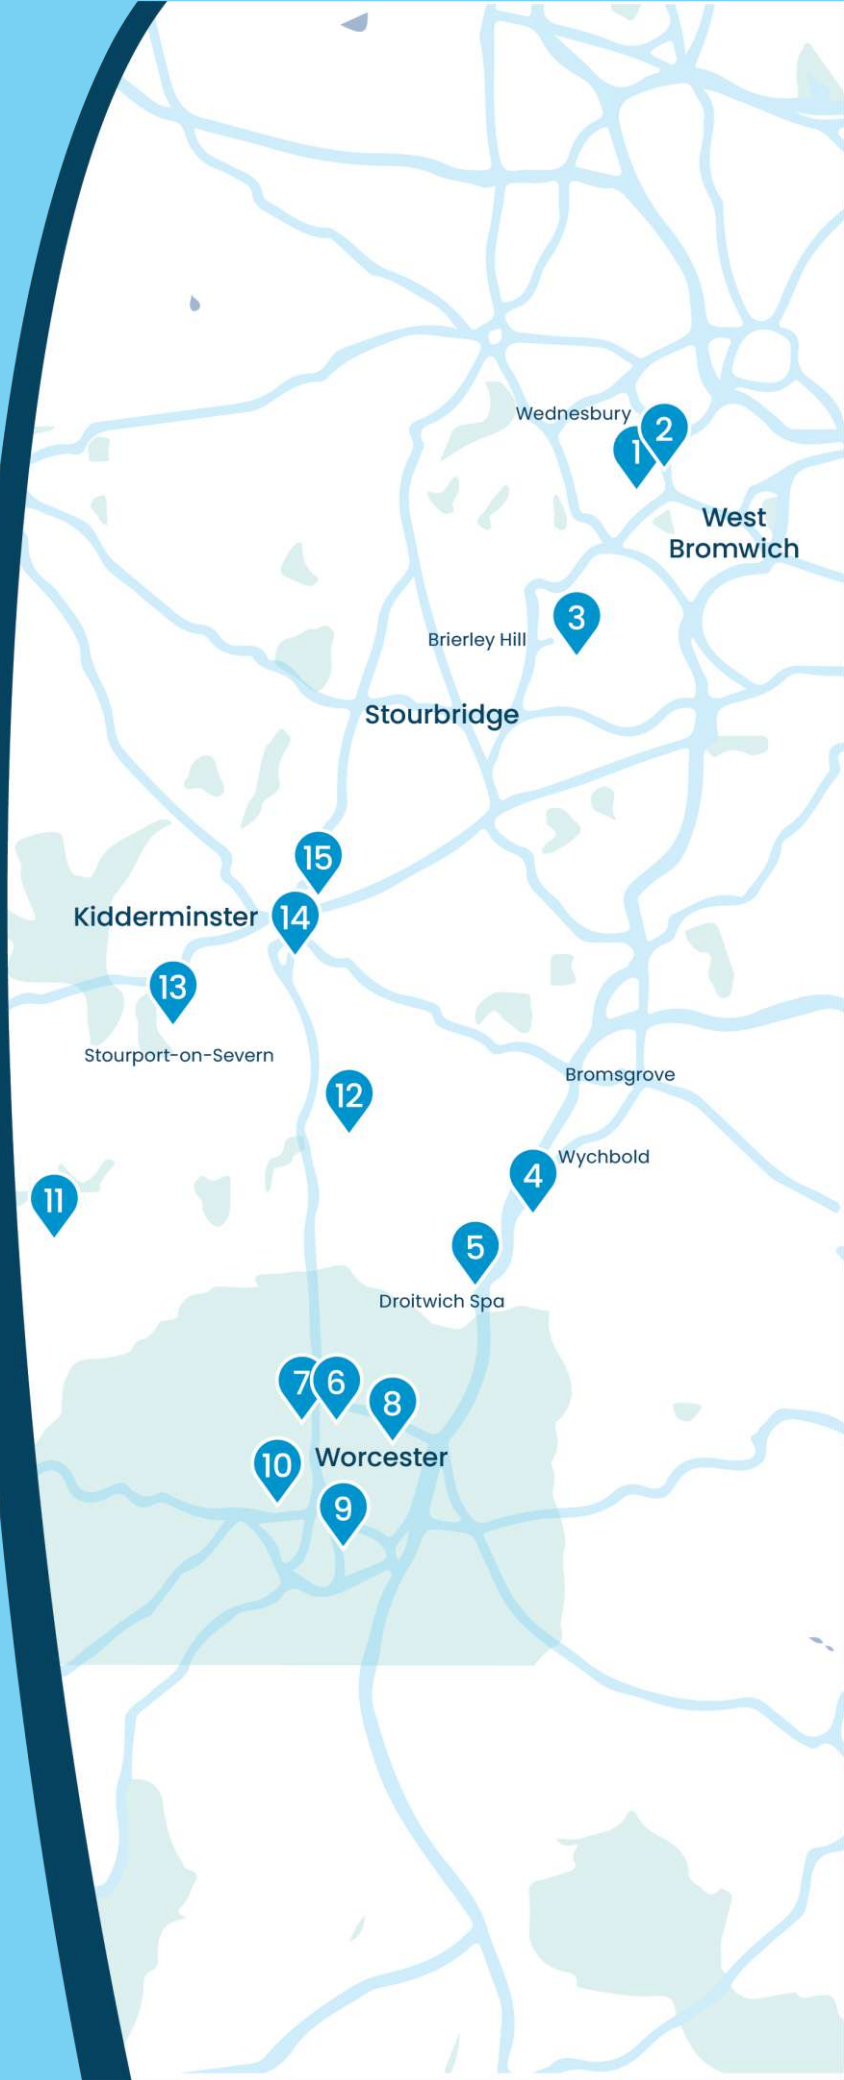 Wednesbury
2
1
West
Bromwich
3
Brierley Hill
Stourbridge
15
Kidderminster
14
13
Stourport-on-Severn
Bromsgrove
12
Wychbold
4
11
5
Droitwich Spa
7
6
8
Worcester
10
9